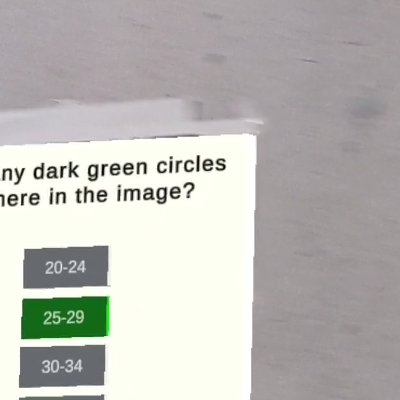 ny dark green circles
here in the image?
20-24
25-29
30-34